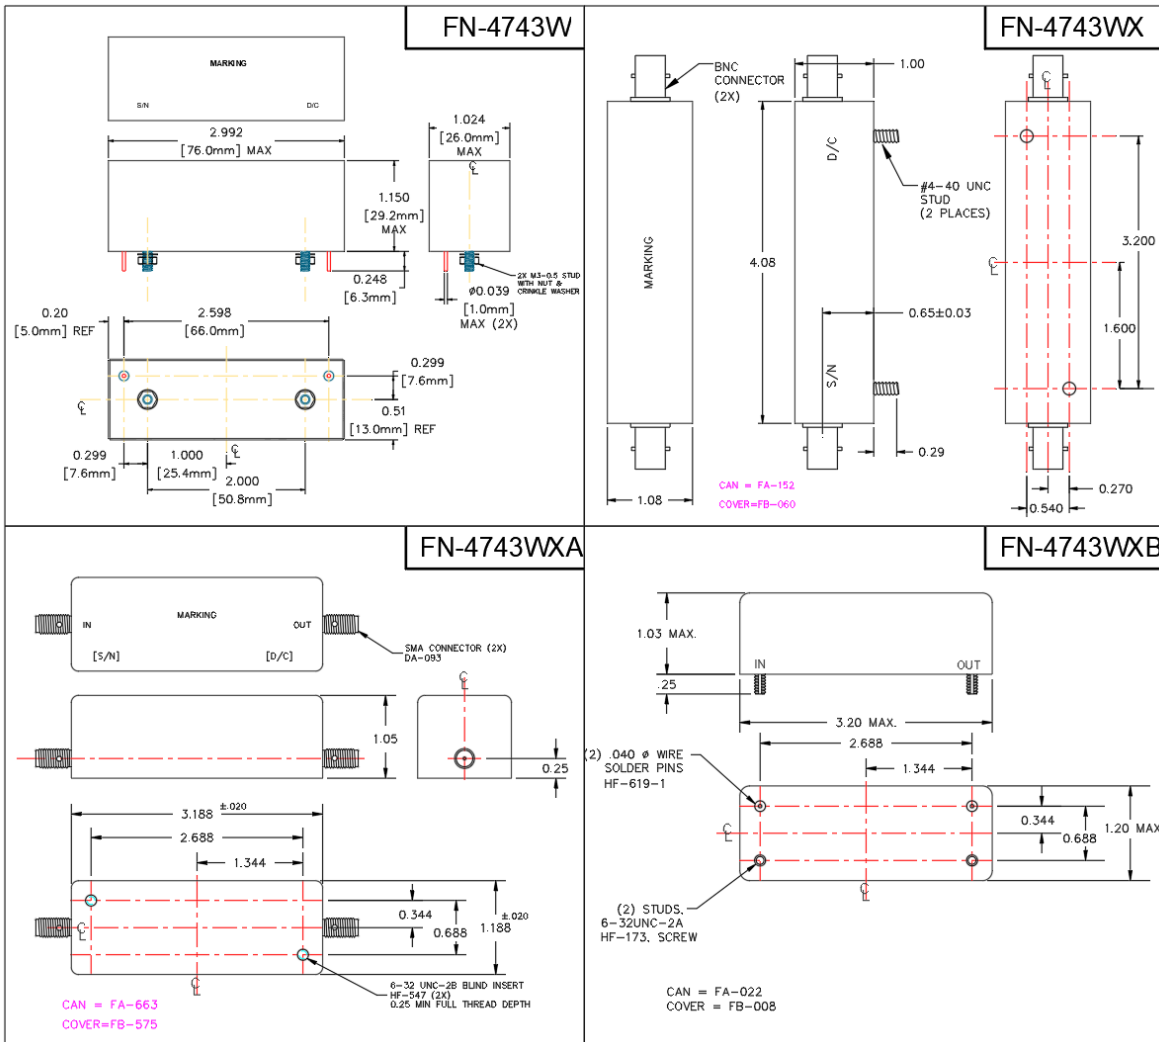 FN-4743W
MARKING
S/N
D/C
2.992
[76.0mm] MAX
1.024
[26.0mm]
MAX
℄
1.150
[29.2mm]
MAX
0.248
[6.3mm]
2X M3-0.5 STUD
WITH NUT &
CRINKLE WASHER
Ø0.039
[1.0mm]
MAX (2X)
0.20
[5.0mm] REF
2.598
[66.0mm]
0.299
[7.6mm]
℄
0.51
[13.0mm] REF
℄
0.299
[7.6mm]
1.000
[25.4mm]
2.000
[50.8mm]
FN-4743WX
BNC
CONNECTOR
(2X)
1.00
℄
D/C
#4-40 UNC
STUD
(2 PLACES)
MARKING
4.08
3.200
℄
0.65±0.03
1.600
S/N
0.29
CAN = FA-152
COVER=FB-060
1.08
0.270
0.540
FN-4743WXA
MARKING
IN
OUT
[S/N]
[D/C]
SMA CONNECTOR (2X)
DA-093
℄
1.05
0.25
3.188 ±.020
2.688
1.344
℄
0.344
0.688
1.188 ±.020
℄
6-32 UNC-2B BLIND INSERT
HF-547 (2X)
0.25 MIN FULL THREAD DEPTH
CAN = FA-663
COVER=FB-575
FN-4743WXB
1.03 MAX.
IN
OUT
.25
3.20 MAX.
2.688
(2) .040 ø WIRE
SOLDER PINS
HF-619-1
1.344
℄
0.344
0.688
1.20 MAX
℄
(2) STUDS,
6-32UNC-2A
HF-173, SCREW
CAN = FA-022
COVER = FB-008